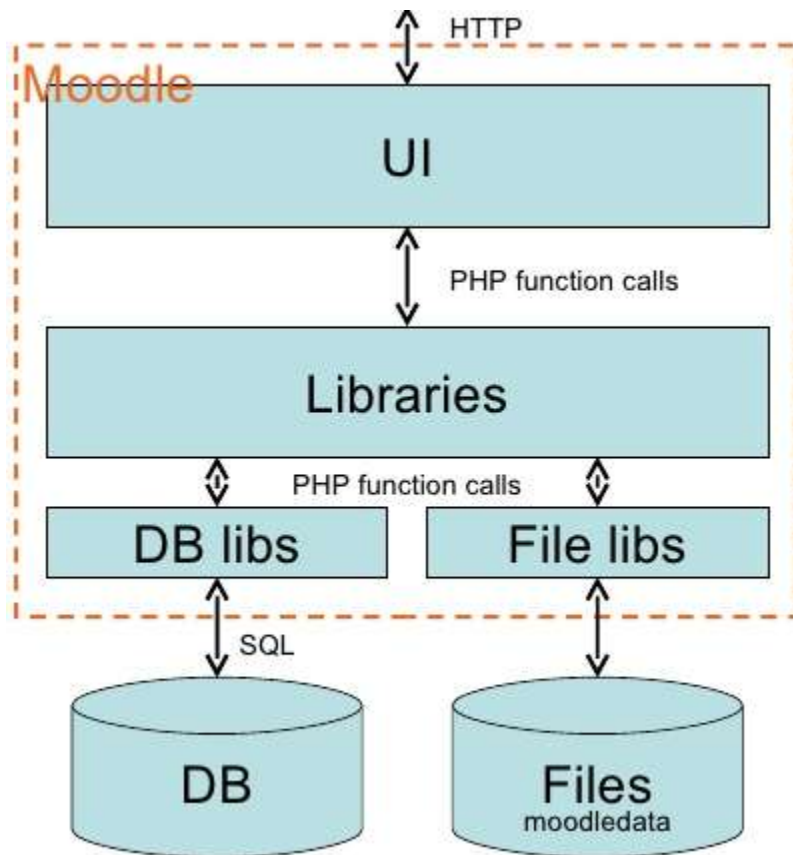 HTTP
Moodle
UI
PHP function calls
Libraries
PHP function calls
DB libs
File libs
SQL
DB
Files
moodledata